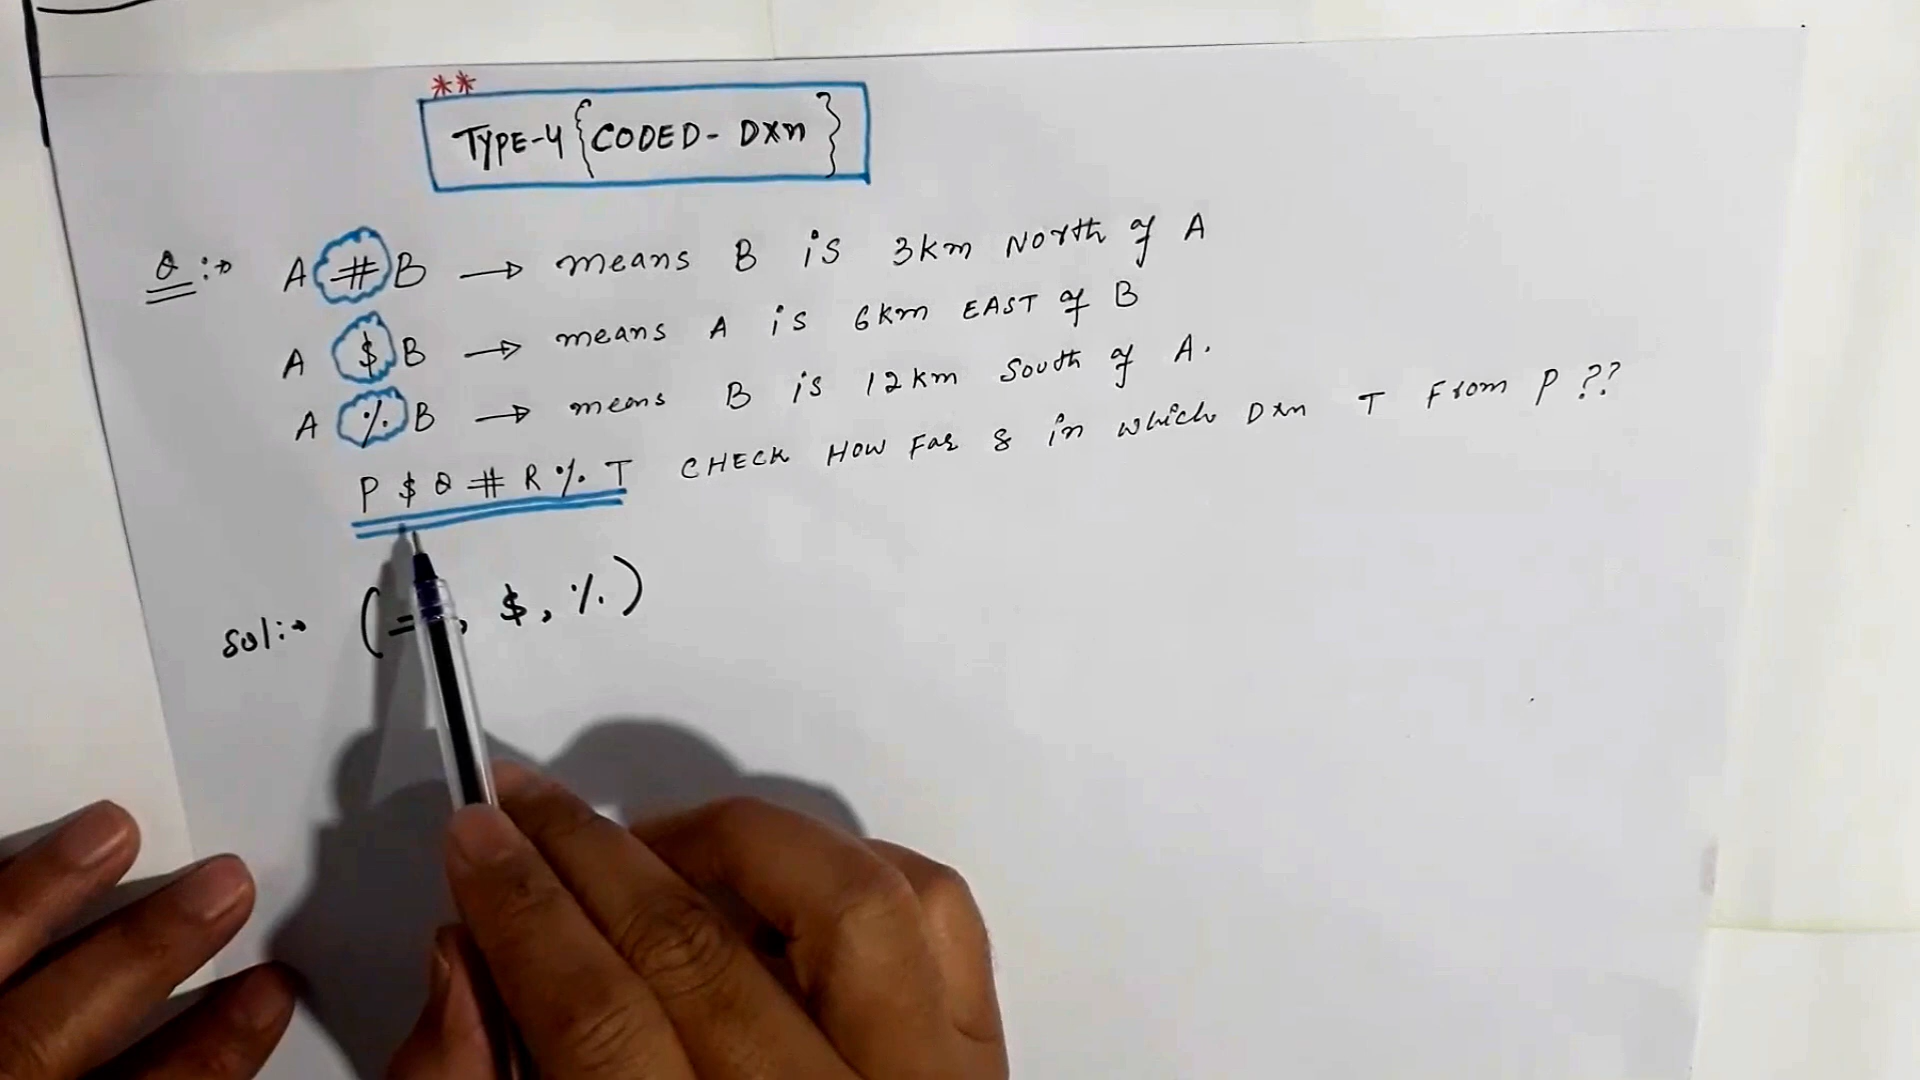 **
TYPE-4 {CODED- DXn}
Q:→ A # B → means B is 3km North of A
A $ B → means A is 6km EAST of B
A % B → means B is 12km South of A.
P $ Q # R % T CHECK HOW Far & in which DXn T From P ??
Sol:→ ( , $, %)